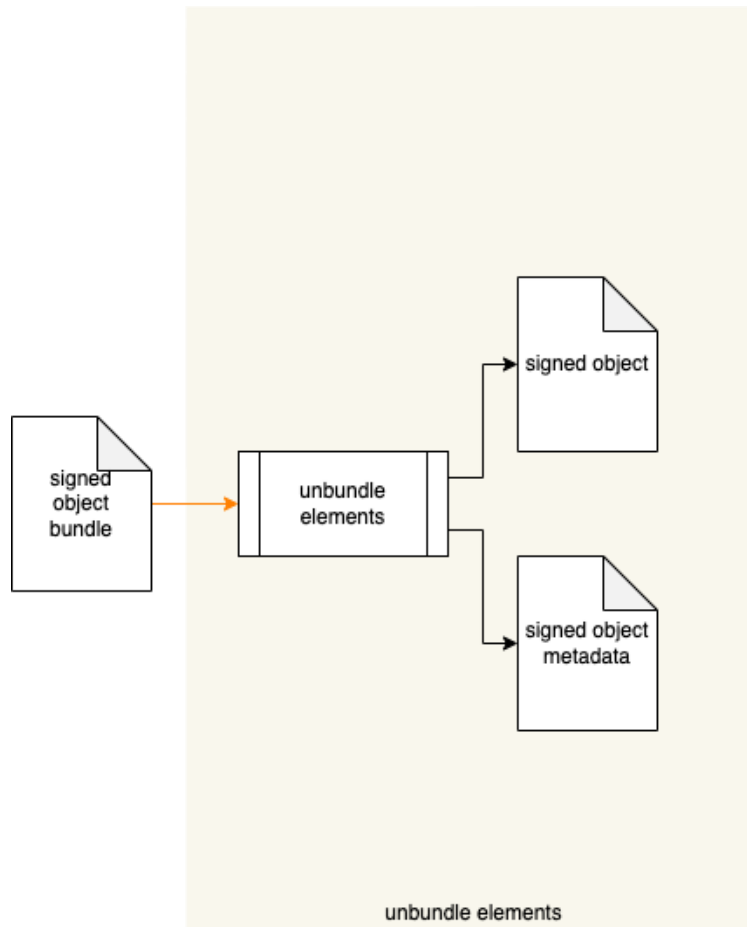 signed object
signed
object
bundle
unbundle
elements
signed object
metadata
unbundle elements